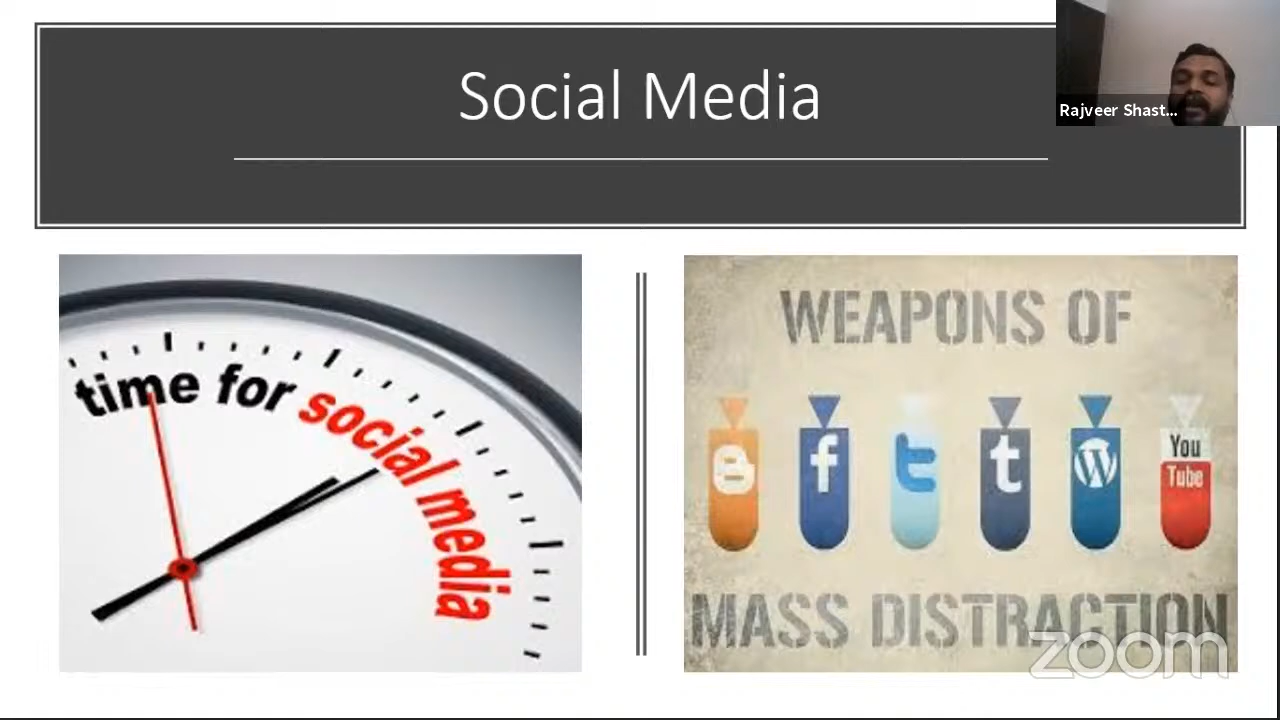 Social Media
Rajveer Shast...
time for social media
WEAPONS OF
f
t
t
W
You
Tube
MASS DISTRACTION
zoom